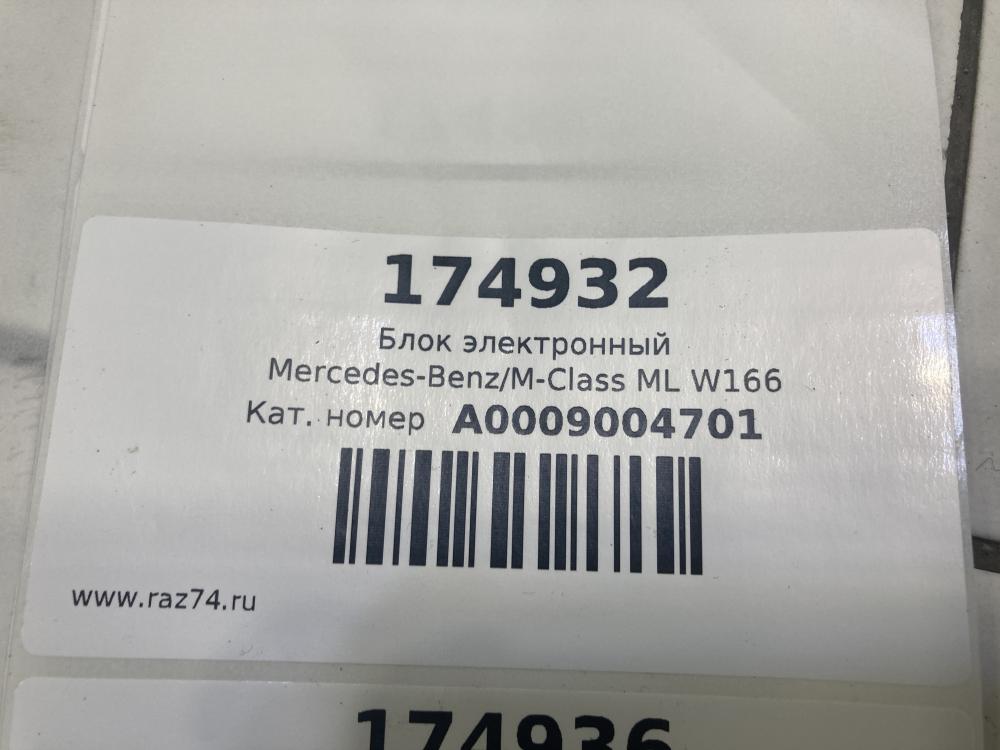 174932
Блок электронный
Mercedes-Benz/M-Class ML W166
Кат. номер A0009004701
www.raz74.ru
174936